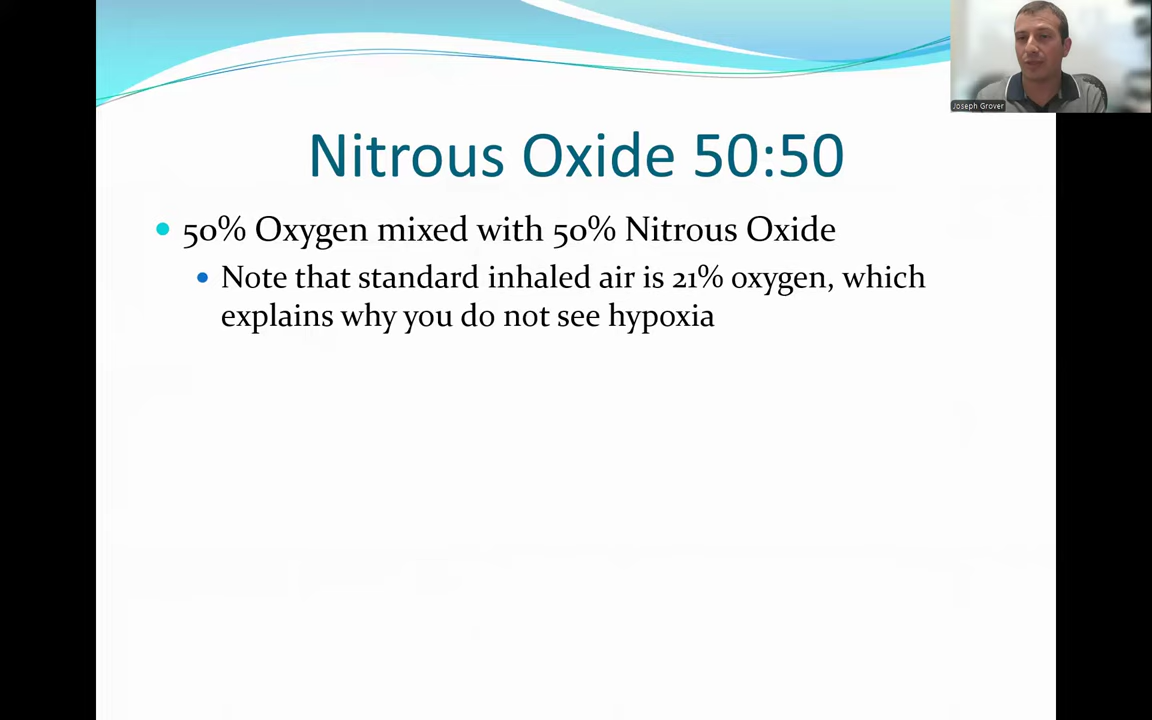 Joseph Grover
Nitrous Oxide 50:50
50% Oxygen mixed with 50% Nitrous Oxide
Note that standard inhaled air is 21% oxygen, which
explains why you do not see hypoxia